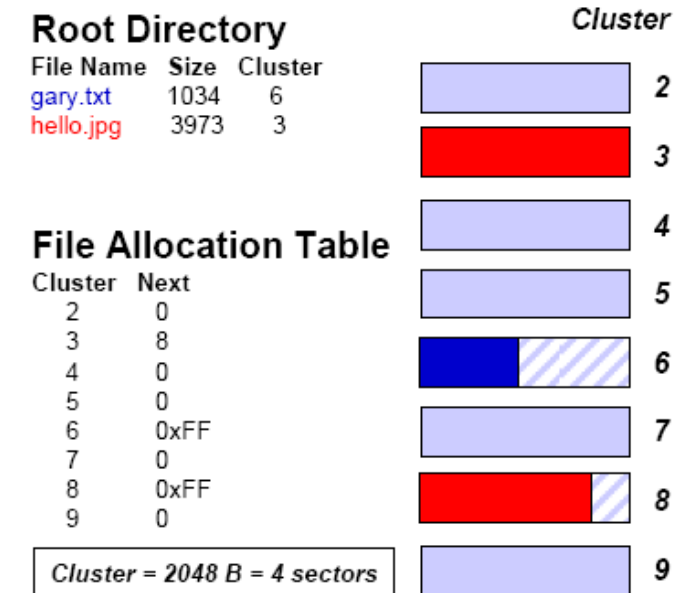 Root Directory
File Name Size Cluster
gary.txt 1034 6
hello.jpg 3973 3
File Allocation Table
Cluster Next
2 0
3 8
4 0
5 0
6 0xFF
7 0
8 0xFF
9 0
Cluster = 2048 B = 4 sectors
Cluster
2
3
4
5
6
7
8
9